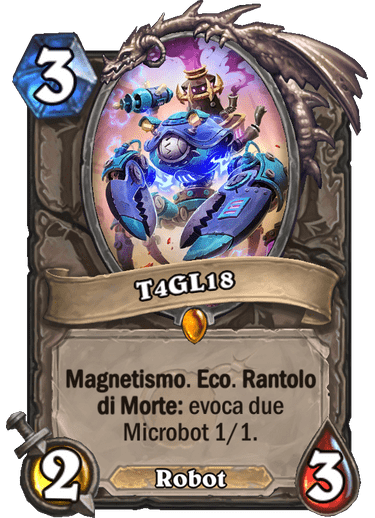 3
T4GL18
Magnetismo. Eco. Rantolo
di Morte: evoca due
Microbot 1/1.
2
Robot
3